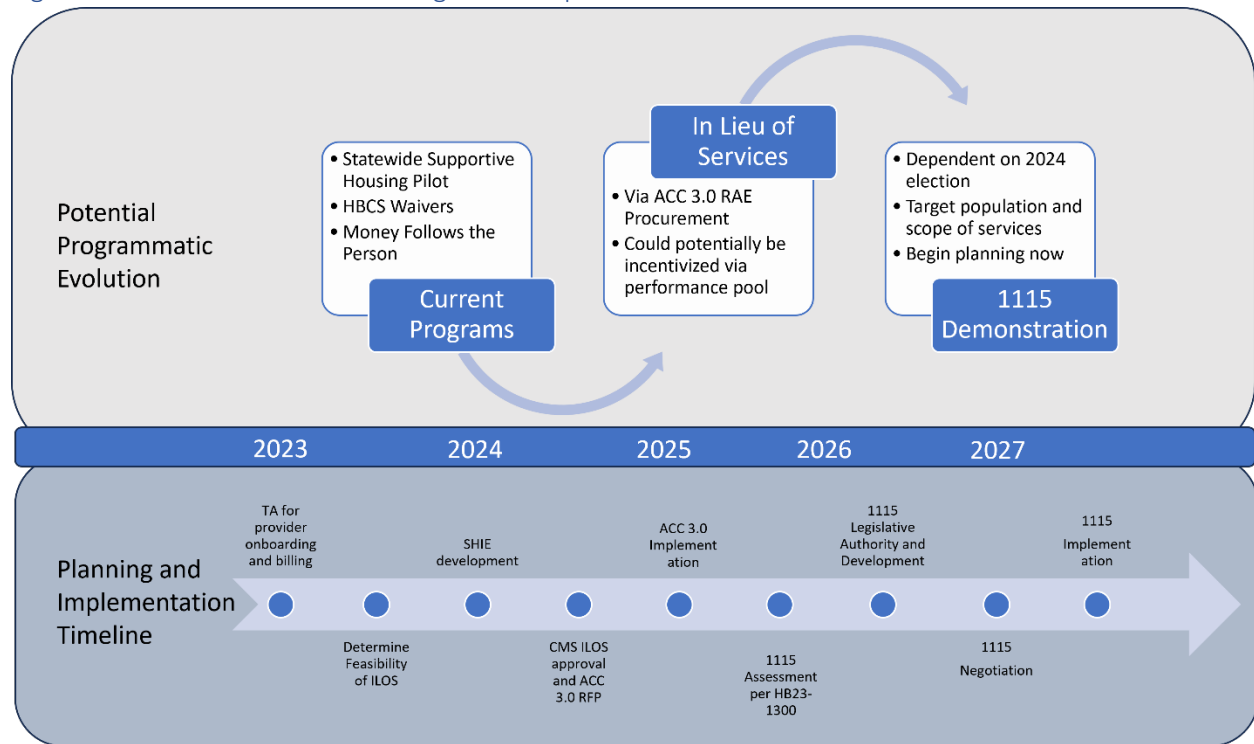 Potential
Programmatic
Evolution
• Statewide Supportive
Housing Pilot
• HBCS Waivers
• Money Follows the
Person
Current
Programs
In Lieu of
Services
• Via ACC 3.0 RAE
Procurement
• Could potentially be
incentivized via
performance pool
• Dependent on 2024
election
• Target population and
scope of services
• Begin planning now
1115
Demonstration
2023
2024
2025
2026
2027
Planning and
Implementation
Timeline
TA for
provider
onboarding
and billing
Determine
Feasibility
of ILOS
SHIE
development
CMS ILOS
approval
and ACC
3.0 RFP
ACC 3.0
Implement
ation
1115
Assessment
per HB23-
1300
1115
Legislative
Authority and
Development
1115
Negotiation
1115
Implement
ation